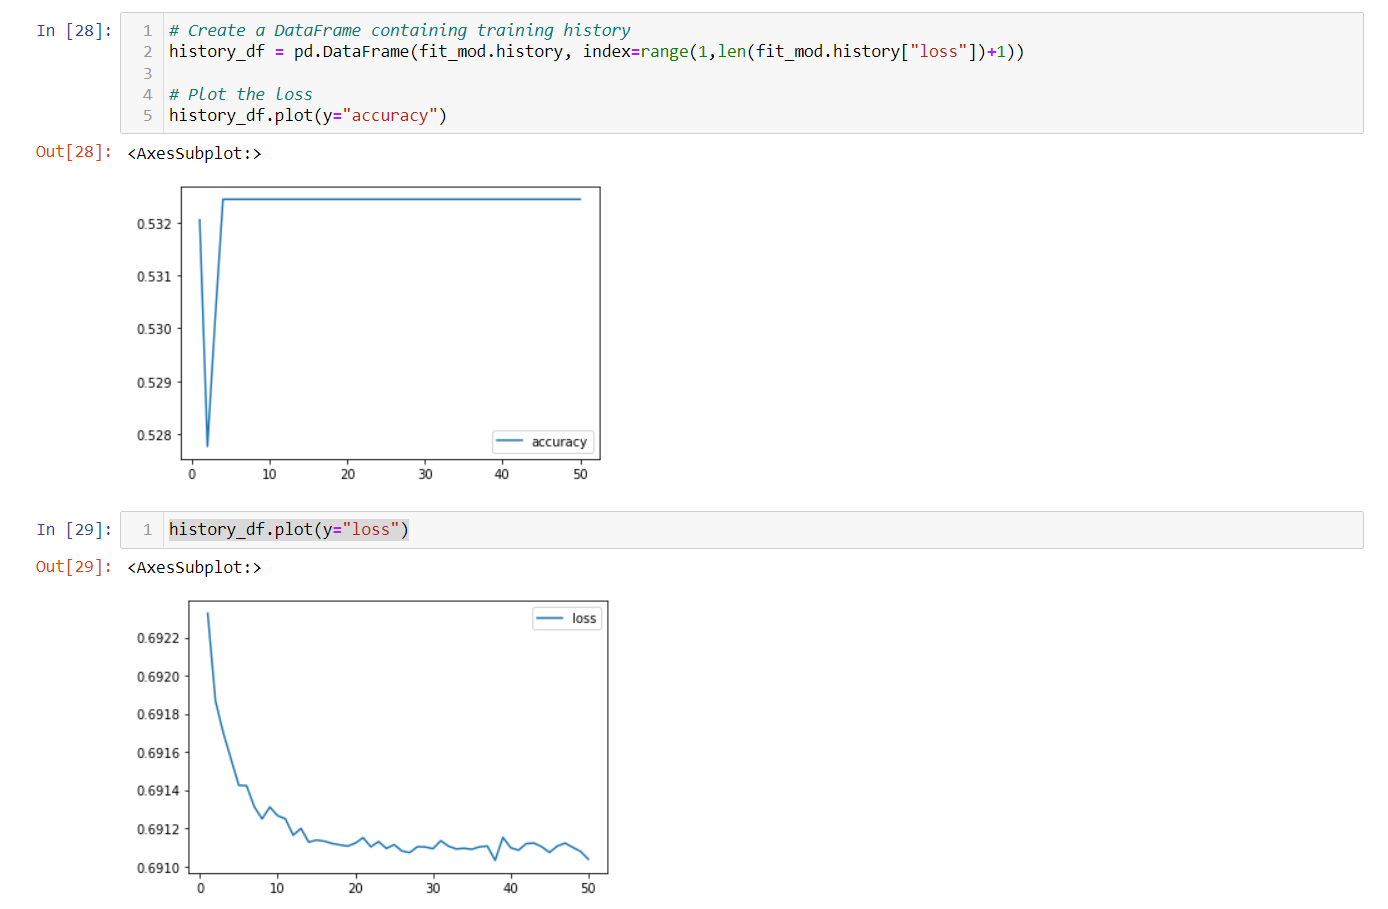 In [28]:
1 # Create a DataFrame containing training history
2 history_df = pd.DataFrame(fit_mod.history, index=range(1,len(fit_mod.history["loss"])+1))
3
4 # Plot the loss
5 history_df.plot(y="accuracy")
Out[28]: <AxesSubplot:>
0.532
0.531
0.530
0.529
0.528
accuracy
0 10 20 30 40 50
In [29]:
1 history_df.plot(y="loss")
Out[29]: <AxesSubplot:>
loss
0.6922
0.6920
0.6918
0.6916
0.6914
0.6912
0.6910
0 10 20 30 40 50